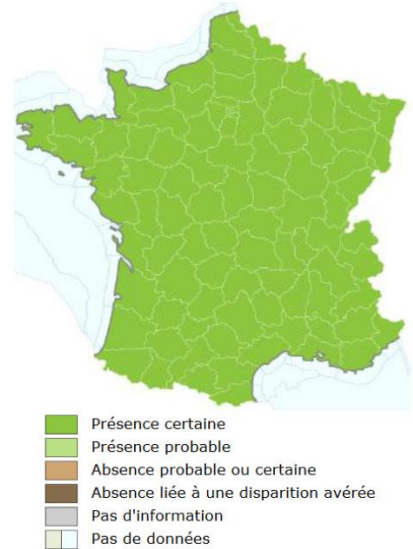 Présence certaine
Présence probable
Absence probable ou certaine
Absence liée à une disparition avérée
Pas d'information
Pas de données